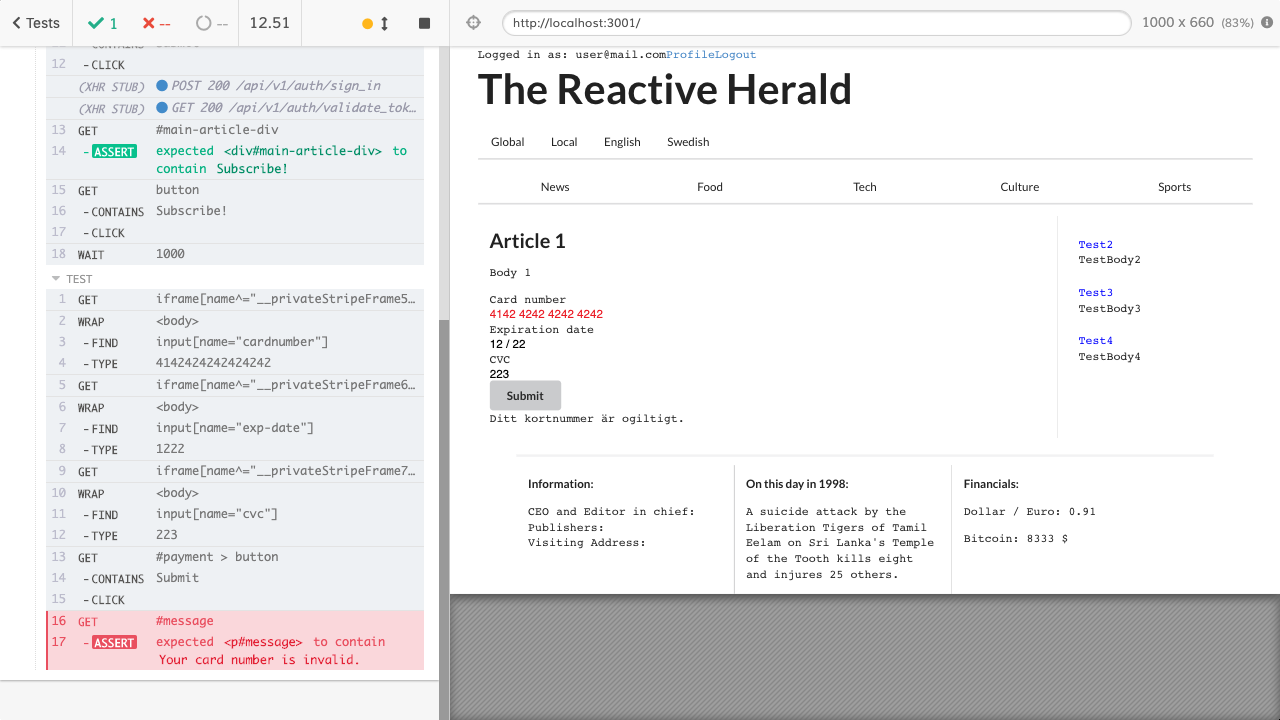 Tests
1
--
--
12.51
http://localhost:3001/
1000 x 660 (83%)
12 -CLICK
(XHR STUB) POST 200 /api/v1/auth/sign_in
(XHR STUB) GET 200 /api/v1/auth/validate_tok…
13 GET #main-article-div
14 -ASSERT expected <div#main-article-div> to
contain Subscribe!
15 GET button
16 -CONTAINS Subscribe!
17 -CLICK
18 WAIT 1000
TEST
1 GET iframe[name^="__privateStripeFrame5…
2 WRAP <body>
3 -FIND input[name="cardnumber"]
4 -TYPE 4142424242424242
5 GET iframe[name^="__privateStripeFrame6…
6 WRAP <body>
7 -FIND input[name="exp-date"]
8 -TYPE 1222
9 GET iframe[name^="__privateStripeFrame7…
10 WRAP <body>
11 -FIND input[name="cvc"]
12 -TYPE 223
13 GET #payment > button
14 -CONTAINS Submit
15 -CLICK
16 GET #message
17 -ASSERT expected <p#message> to contain
Your card number is invalid.
Logged in as: user@mail.comProfileLogout
The Reactive Herald
Global Local English Swedish
News Food Tech Culture Sports
Article 1
Body 1
Card number
4142 4242 4242 4242
Expiration date
12 / 22
CVC
223
Submit
Ditt kortnummer är ogiltigt.
Test2
TestBody2
Test3
TestBody3
Test4
TestBody4
Information:
CEO and Editor in chief:
Publishers:
Visiting Address:
On this day in 1998:
A suicide attack by the
Liberation Tigers of Tamil
Eelam on Sri Lanka's Temple
of the Tooth kills eight
and injures 25 others.
Financials:
Dollar / Euro: 0.91
Bitcoin: 8333 $